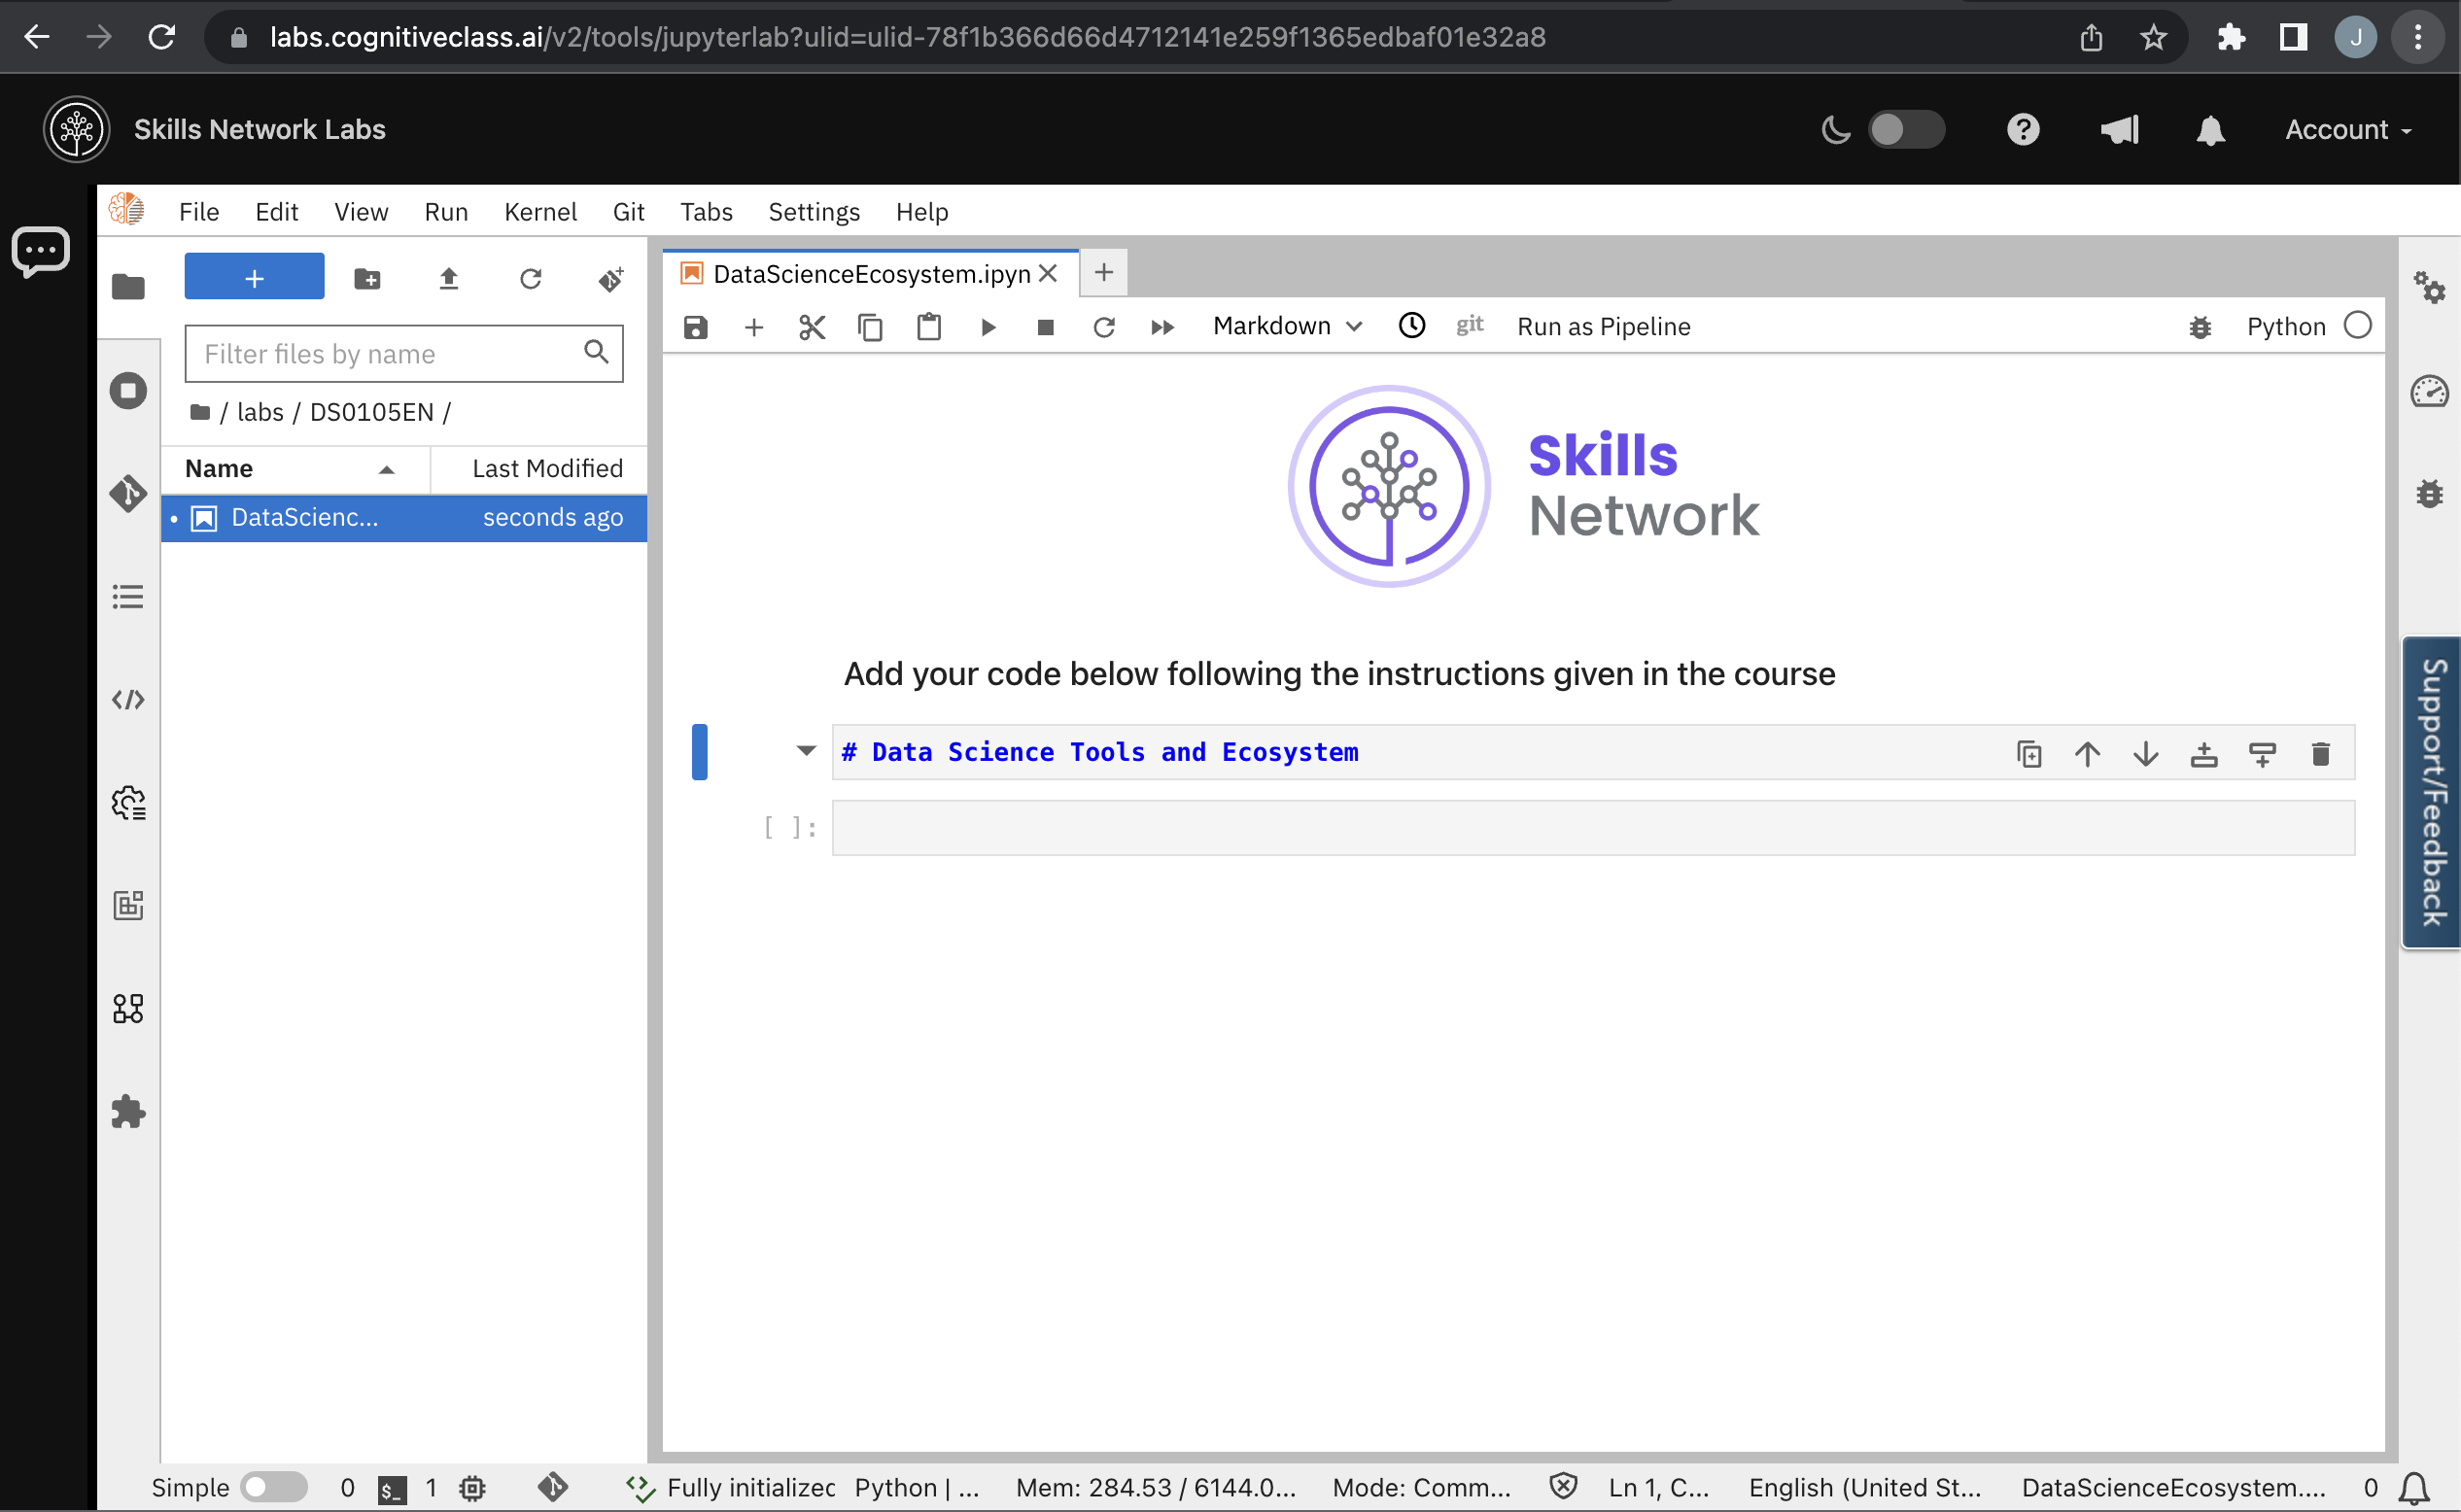 labs.cognitiveclass.ai/v2/tools/jupyterlab?ulid=ulid-78f1b366d66d4712141e259f1365edbaf01e32a8
J
Skills Network Labs
Account
File Edit View Run Kernel Git Tabs Settings Help
+
DataScienceEcosystem.ipyn
Markdown
git
Run as Pipeline
Python
Filter files by name
/ labs / DS0105EN /
Name
Last Modified
DataScienc...
seconds ago
Skills
Network
Add your code below following the instructions given in the course
# Data Science Tools and Ecosystem
[ ]:
Support/Feedback
Simple 0 $_ 1 Fully initialized Python | ... Mem: 284.53 / 6144.0... Mode: Comm... Ln 1, C... English (United St... DataScienceEcosystem.... 0